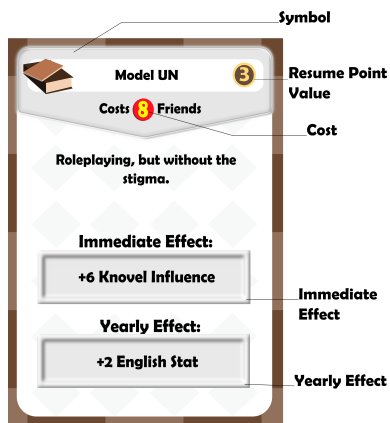 Symbol
Model UN
3
Resume Point
Value
Costs 8 Friends
Cost
Roleplaying, but without the
stigma.
Immediate Effect:
+6 Knovel Influence
Immediate
Effect
Yearly Effect:
+2 English Stat
Yearly Effect